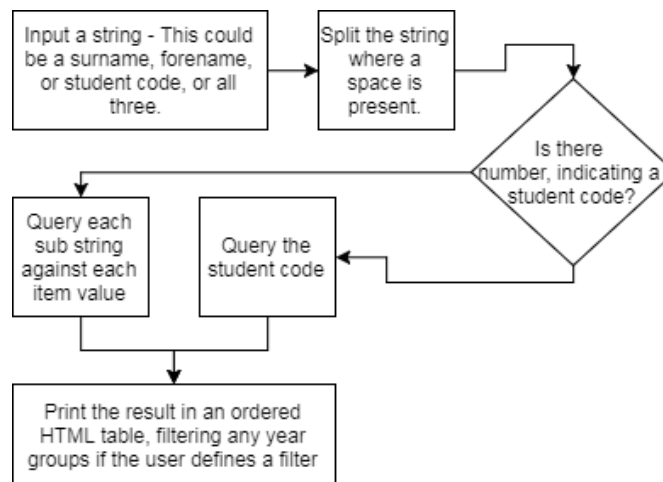 Input a string - This could
be a surname, forename,
or student code, or all
three.
Split the string
where a
space is
present.
Is there
number, indicating a
student code?
Query each
sub string
against each
item value
Query the
student code
Print the result in an ordered
HTML table, filtering any year
groups if the user defines a filter